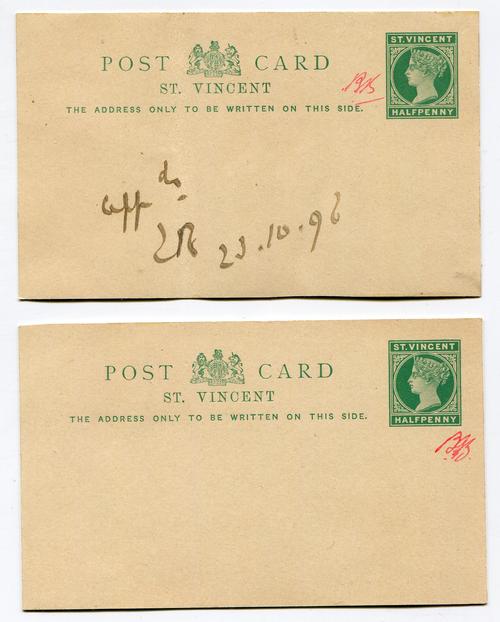 POST CARD
ST. VINCENT
THE ADDRESS ONLY TO BE WRITTEN ON THIS SIDE.
ST. VINCENT
HALFPENNY
appd
23.10.96
POST CARD
ST. VINCENT
THE ADDRESS ONLY TO BE WRITTEN ON THIS SIDE.
ST. VINCENT
HALFPENNY